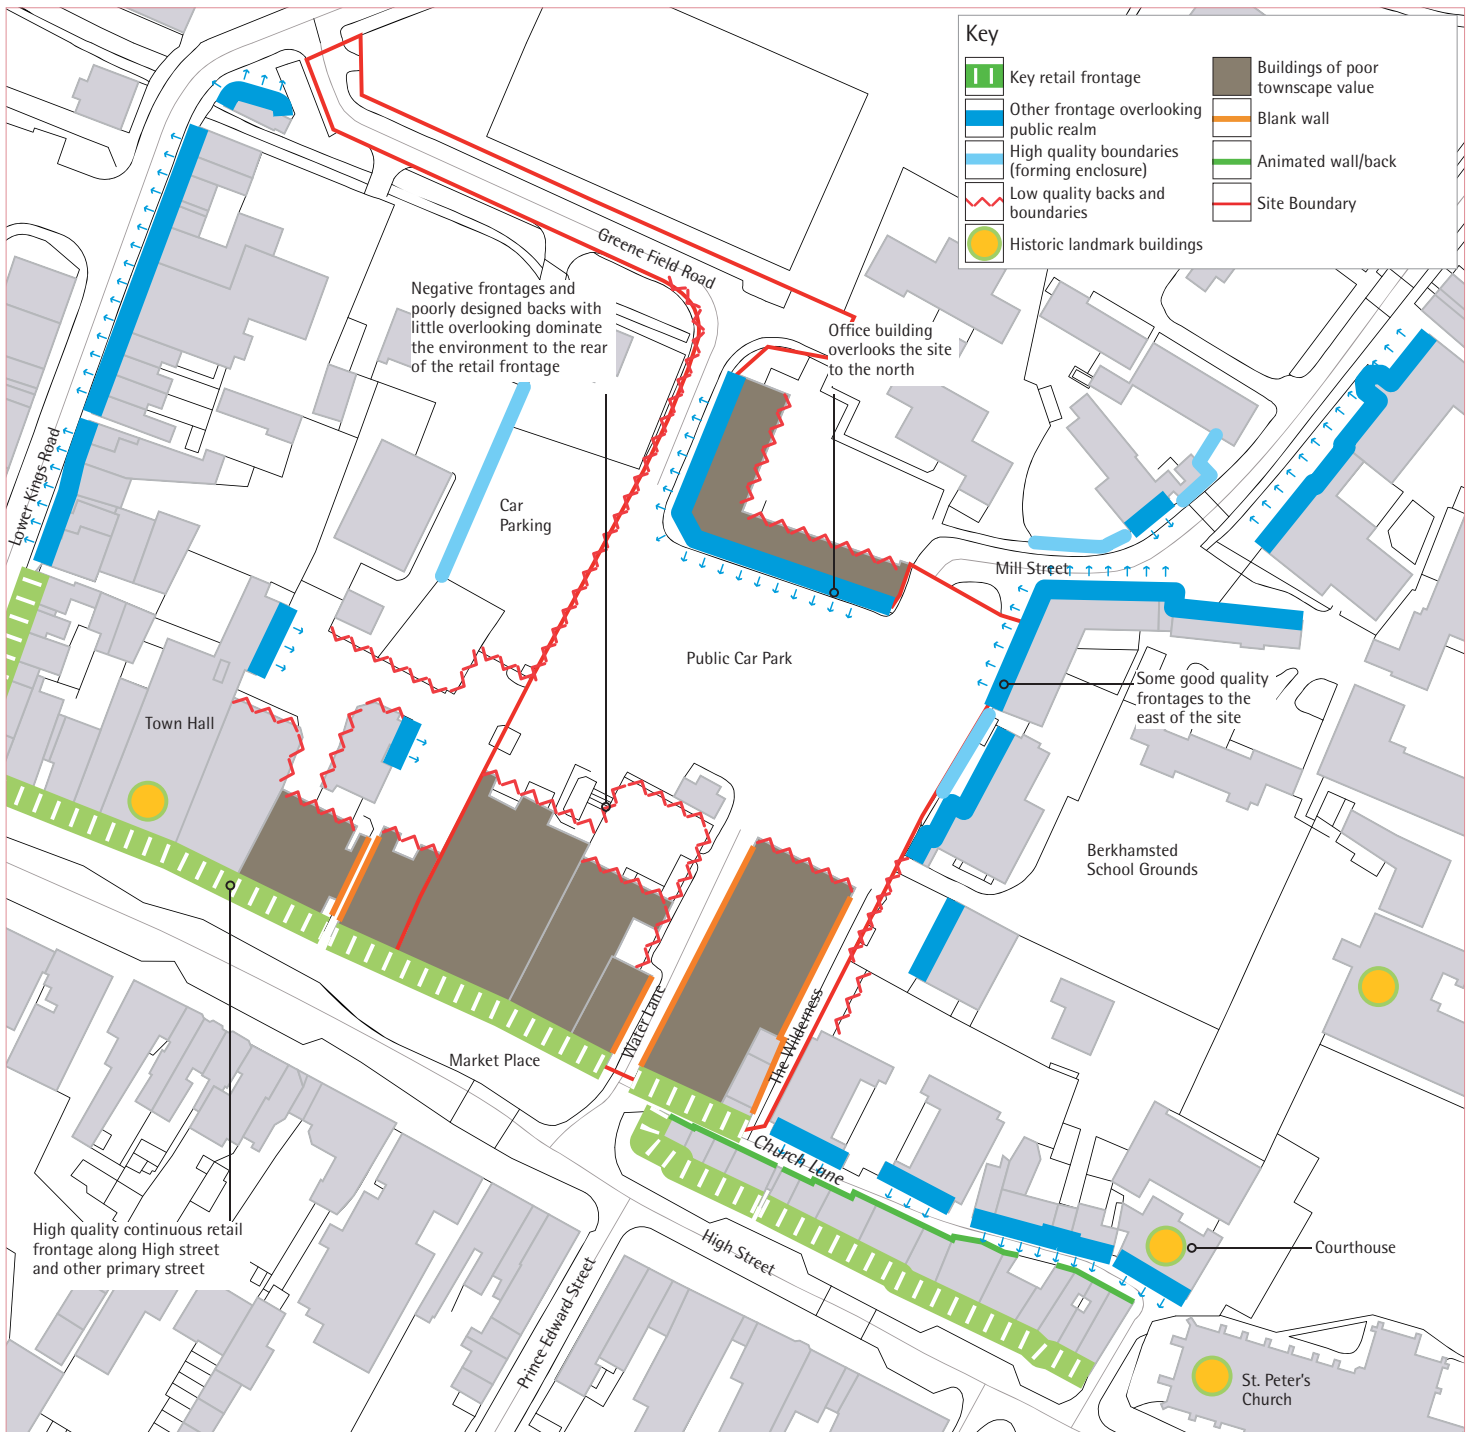 Key
Key retail frontage
Other frontage overlooking
public realm
High quality boundaries
(forming enclosure)
Low quality backs and
boundaries
Historic landmark buildings
Buildings of poor
townscape value
Blank wall
Animated wall/back
Site Boundary
Greene Field Road
Negative frontages and
poorly designed backs with
little overlooking dominate
the environment to the rear
of the retail frontage
Office building
overlooks the site
to the north
Lower Kings Road
Car
Parking
Mill Street
Public Car Park
Some good quality
frontages to the
east of the site
Town Hall
Berkhamsted
School Grounds
Water Lane
The Wilderness
Market Place
Church Lane
High quality continuous retail
frontage along High street
and other primary street
High Street
Prince Edward Street
Courthouse
St. Peter's
Church